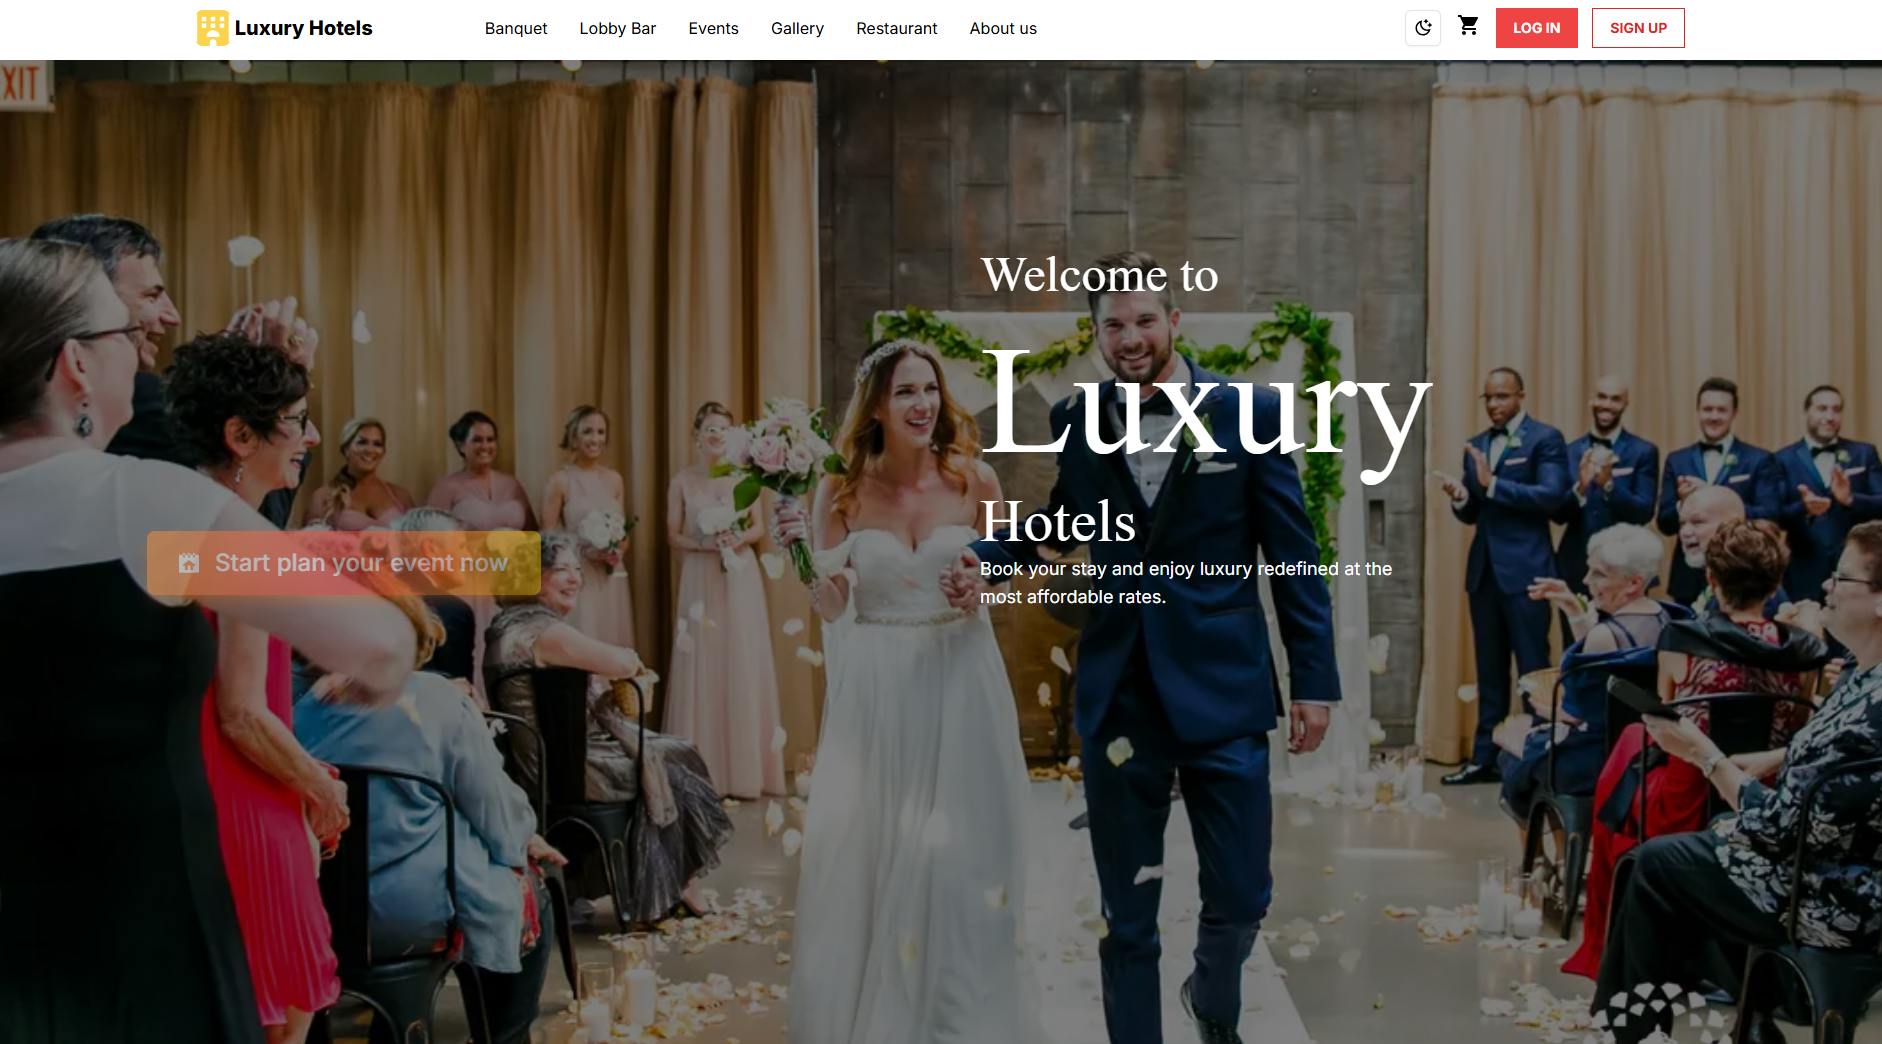 Luxury Hotels
Banquet
Lobby Bar
Events
Gallery
Restaurant
About us
LOG IN
SIGN UP
XIT
Welcome to
Luxury
Hotels
Book your stay and enjoy luxury redefined at the
most affordable rates.
Start plan your event now